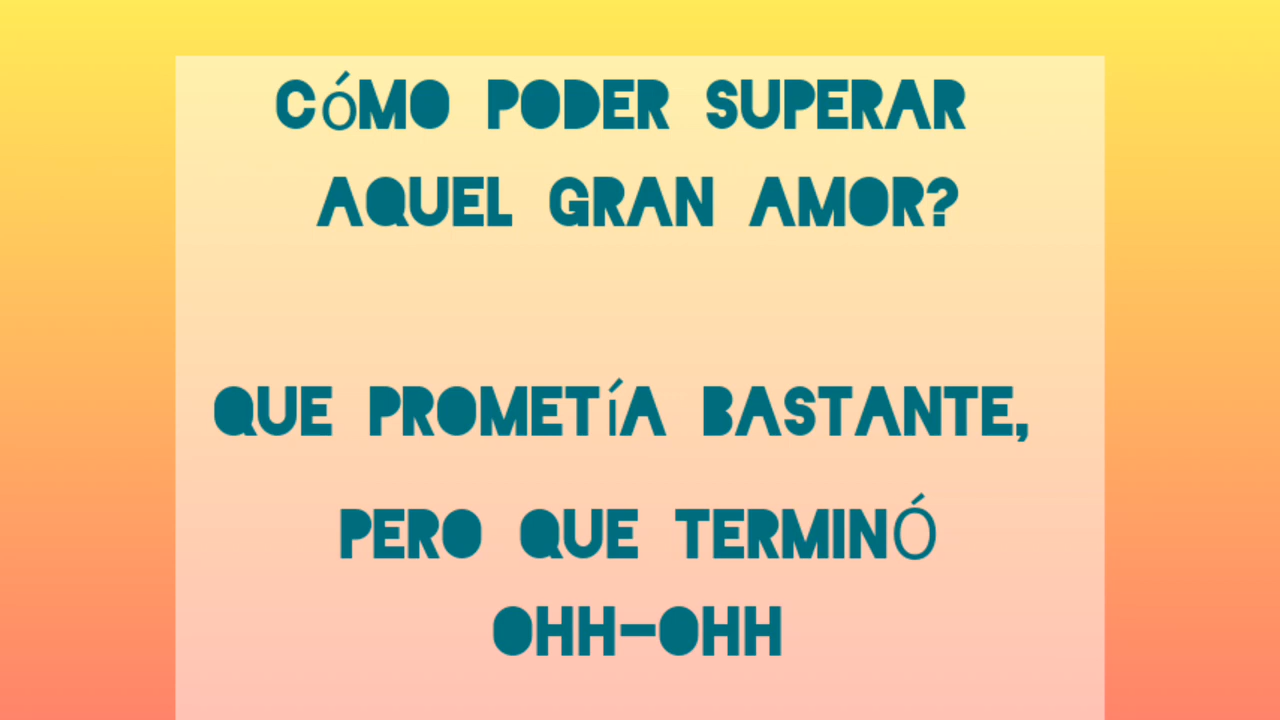 CÓMO PODER SUPERAR
AQUEL GRAN AMOR?
QUE PROMETÍA BASTANTE,
PERO QUE TERMINÓ
OHH-OHH